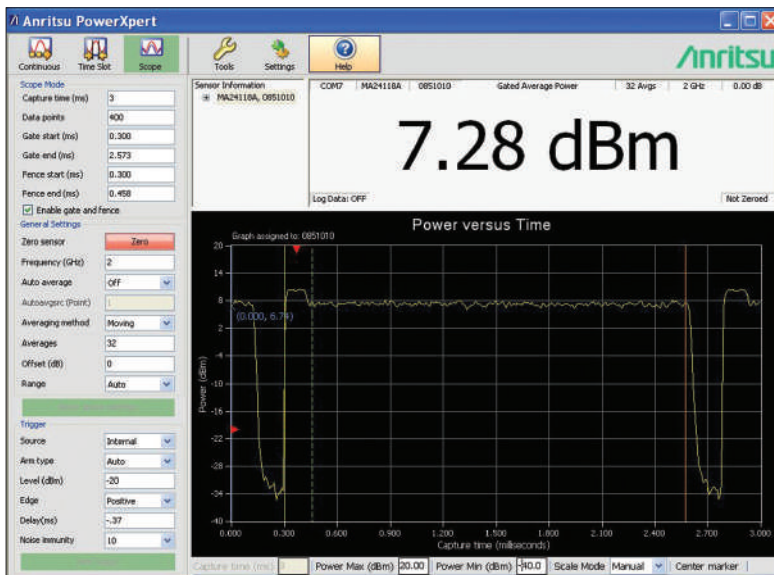 Anritsu PowerXpert
Continuous
Time Slot
Scope
Tools
Settings
Help
Anritsu
Scope Mode
Capture time (ms) 3
Data points 400
Gate start (ms) 0.300
Gate end (ms) 2.573
Fence start (ms) 0.300
Fence end (ms) 0.458
Enable gate and fence
General Settings
Zero sensor Zero
Frequency (GHz) 2
Auto average Off
Autoavgsrc (Point) 1
Averaging method Moving
Averages 32
Offset (dB) 0
Range Auto
Trigger
Source Internal
Arm type Auto
Level (dBm) -20
Edge Positive
Delay(ms) -.37
Noise immunity 10
Sensor Information
MA24118A, 0851010
COM7 MA24118A 0851010 Gated Average Power 32 Avgs 2 GHz 0.00 dB
7.28 dBm
Log Data: OFF
Not Zeroed
Power versus Time
Graph assigned to: 0851010
20
14
8
2
-4
-10
-16
-22
-28
-34
-40
(0.000, 6.74)
Power (dBm)
0.000 0.300 0.600 0.900 1.200 1.500 1.800 2.100 2.400 2.700 3.000
Capture time (milliseconds)
Capture time (ms) 3 Power Max (dBm) 20.00 Power Min (dBm) -40.0 Scale Mode Manual Center marker